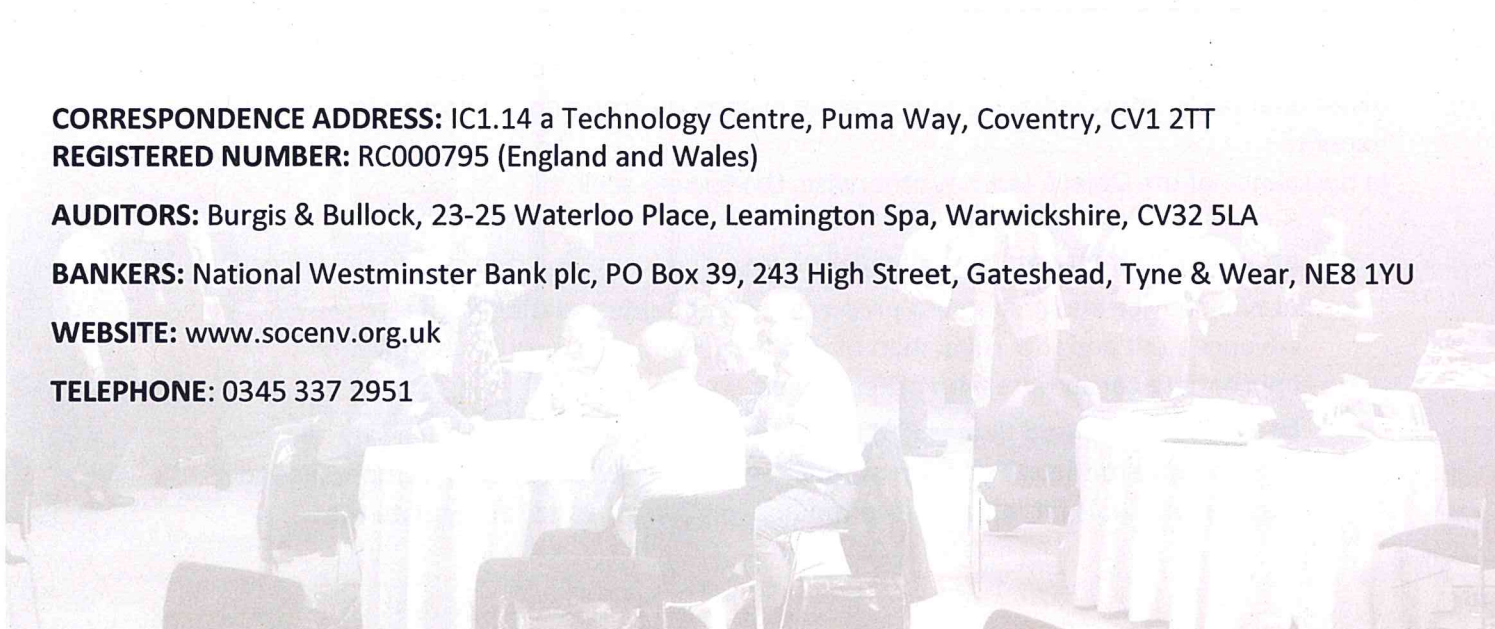 CORRESPONDENCE ADDRESS: IC1.14 a Technology Centre, Puma Way, Coventry, CV1 2TT
REGISTERED NUMBER: RC000795 (England and Wales)
AUDITORS: Burgis & Bullock, 23-25 Waterloo Place, Leamington Spa, Warwickshire, CV32 5LA
BANKERS: National Westminster Bank plc, PO Box 39, 243 High Street, Gateshead, Tyne & Wear, NE8 1YU
WEBSITE: www.socenv.org.uk
TELEPHONE: 0345 337 2951